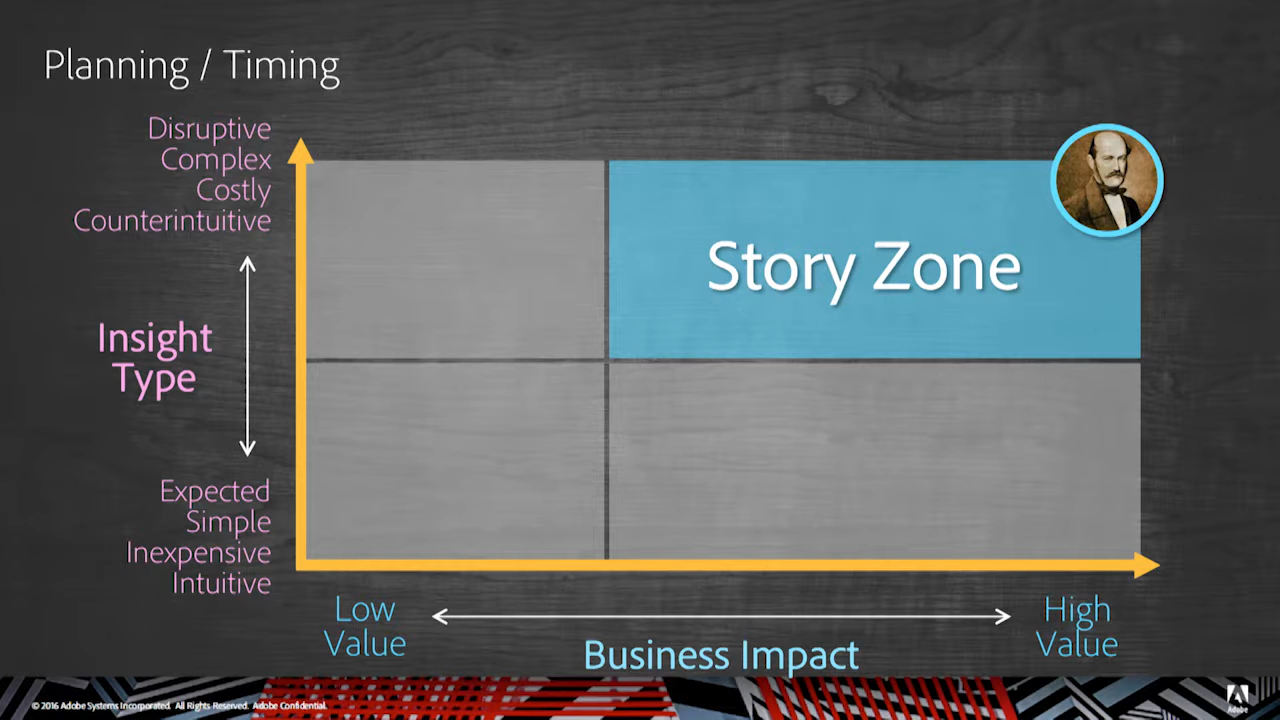 Planning / Timing
Disruptive
Complex
Costly
Counterintuitive
Insight
Type
Expected
Simple
Inexpensive
Intuitive
Story Zone
Low
Value
High
Value
Business Impact
© 2016 Adobe Systems Incorporated. All Rights Reserved. Adobe Confidential.
Adobe